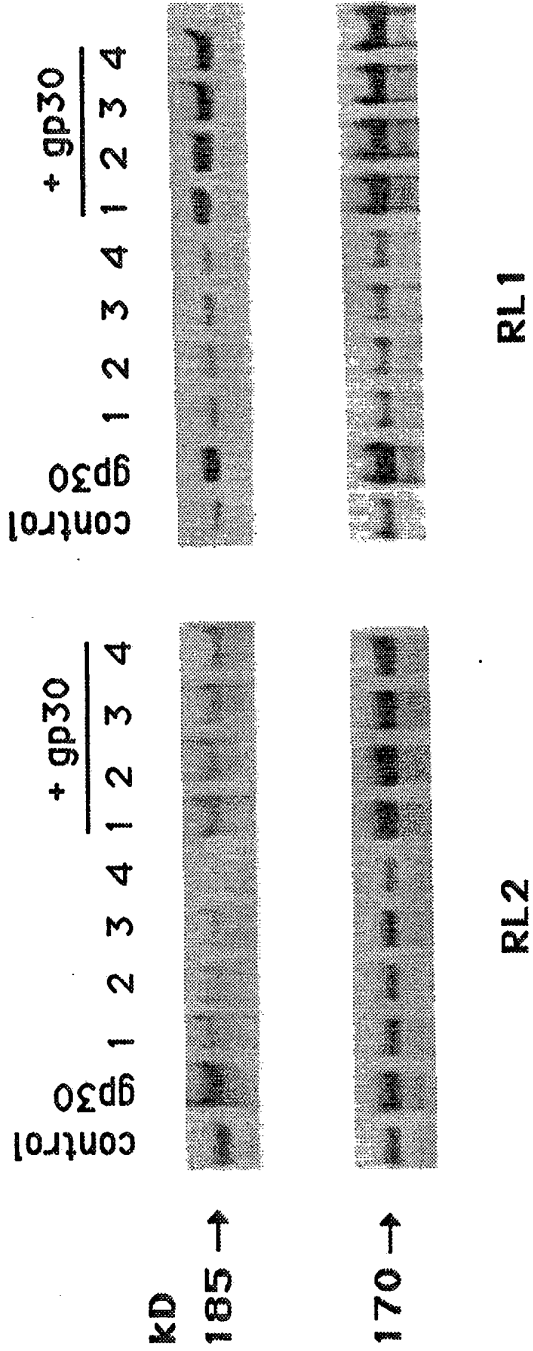 + gp30
+ gp30
control gp30 1 2 3 4 1 2 3 4
control gp30 1 2 3 4 1 2 3 4
KD
185 →
170 →
RL2
RL1